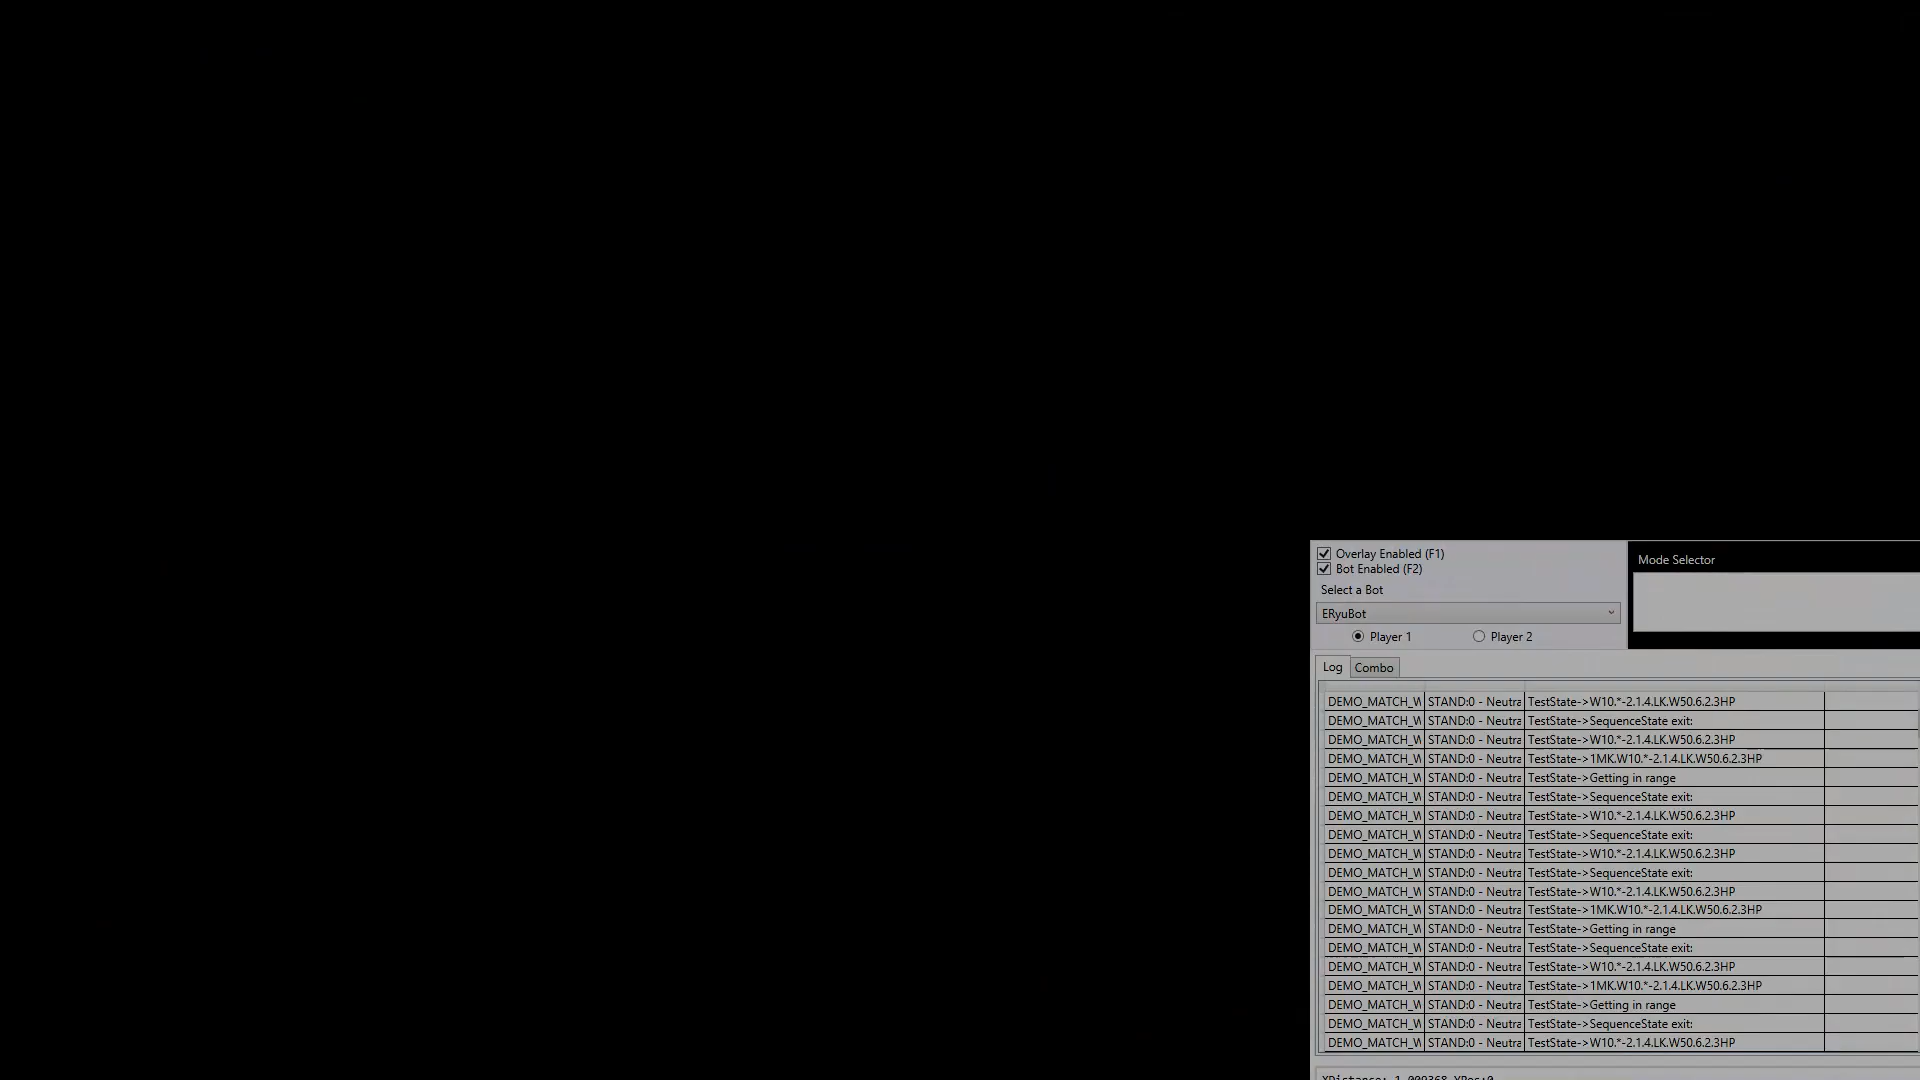 Overlay Enabled (F1)
Bot Enabled (F2)
Select a Bot
ERyuBot
Player 1 Player 2
Mode Selector
Log Combo
DEMO_MATCH_W STAND:0 - Neutra TestState->W10.*-2.1.4.LK.W50.6.2.3HP
DEMO_MATCH_W STAND:0 - Neutra TestState->SequenceState exit:
DEMO_MATCH_W STAND:0 - Neutra TestState->W10.*-2.1.4.LK.W50.6.2.3HP
DEMO_MATCH_W STAND:0 - Neutra TestState->1MK.W10.*-2.1.4.LK.W50.6.2.3HP
DEMO_MATCH_W STAND:0 - Neutra TestState->Getting in range
DEMO_MATCH_W STAND:0 - Neutra TestState->SequenceState exit:
DEMO_MATCH_W STAND:0 - Neutra TestState->W10.*-2.1.4.LK.W50.6.2.3HP
DEMO_MATCH_W STAND:0 - Neutra TestState->SequenceState exit:
DEMO_MATCH_W STAND:0 - Neutra TestState->W10.*-2.1.4.LK.W50.6.2.3HP
DEMO_MATCH_W STAND:0 - Neutra TestState->SequenceState exit:
DEMO_MATCH_W STAND:0 - Neutra TestState->W10.*-2.1.4.LK.W50.6.2.3HP
DEMO_MATCH_W STAND:0 - Neutra TestState->1MK.W10.*-2.1.4.LK.W50.6.2.3HP
DEMO_MATCH_W STAND:0 - Neutra TestState->Getting in range
DEMO_MATCH_W STAND:0 - Neutra TestState->SequenceState exit:
DEMO_MATCH_W STAND:0 - Neutra TestState->W10.*-2.1.4.LK.W50.6.2.3HP
DEMO_MATCH_W STAND:0 - Neutra TestState->1MK.W10.*-2.1.4.LK.W50.6.2.3HP
DEMO_MATCH_W STAND:0 - Neutra TestState->Getting in range
DEMO_MATCH_W STAND:0 - Neutra TestState->SequenceState exit:
DEMO_MATCH_W STAND:0 - Neutra TestState->W10.*-2.1.4.LK.W50.6.2.3HP